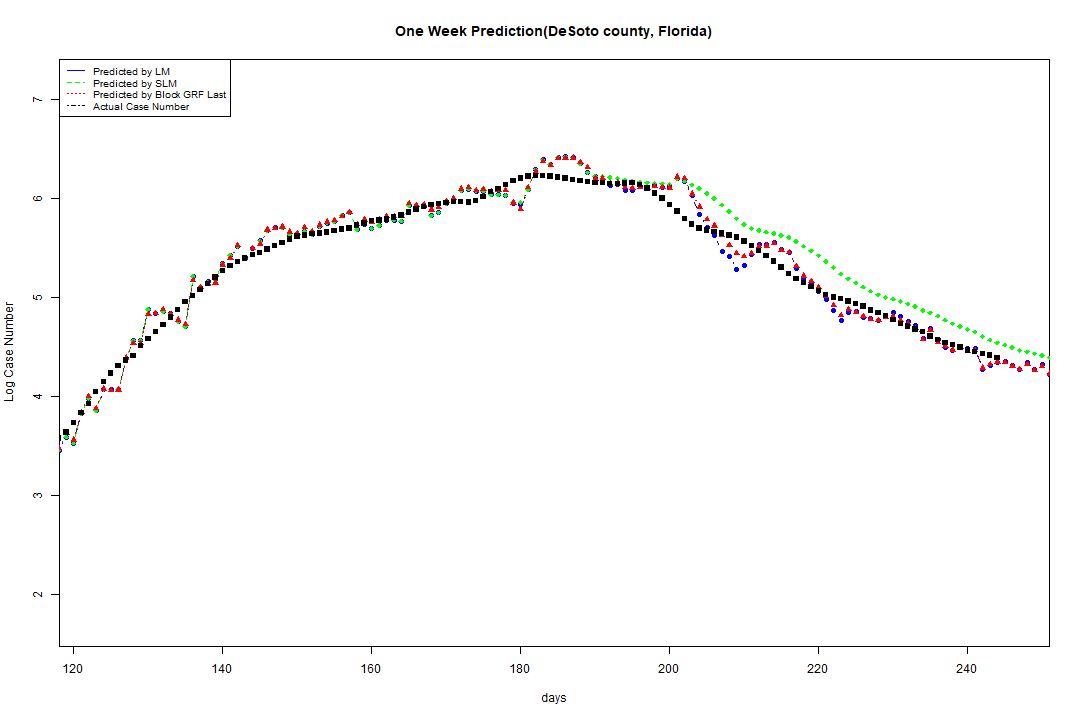 One Week Prediction(DeSoto county, Florida)
Predicted by LM
Predicted by SLM
Predicted by Block GRF Last
Actual Case Number
7
6
5
4
3
2
Log Case Number
120 140 160 180 200 220 240
days